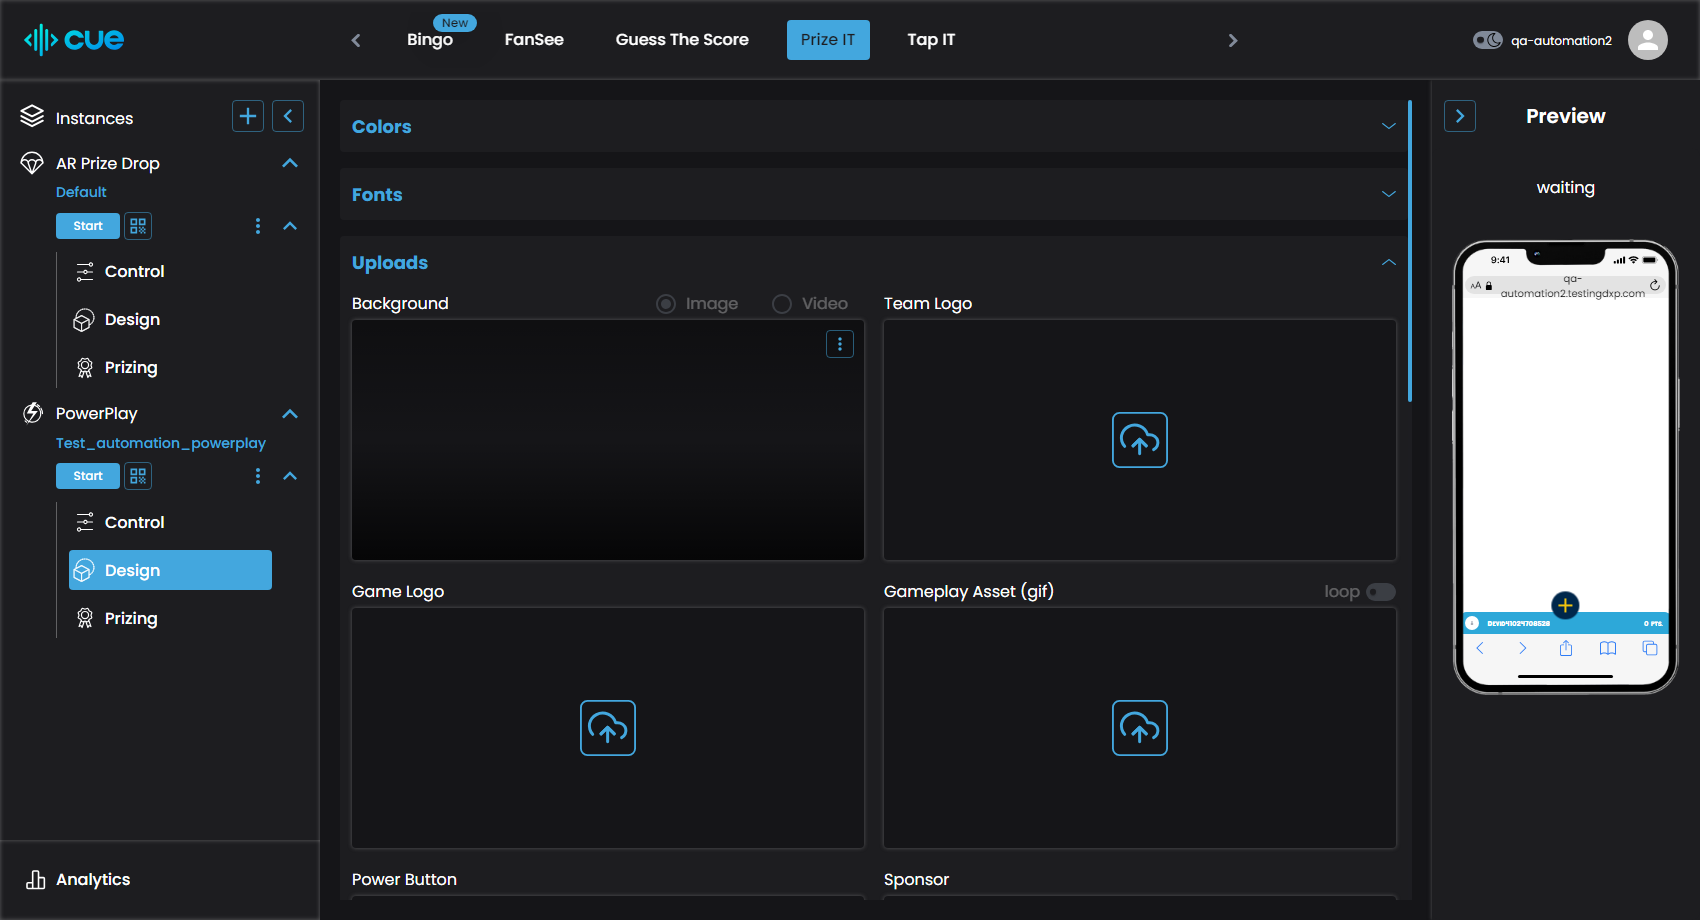 cue
New
Bingo
FanSee
Guess The Score
Prize IT
Tap IT
qa-automation2
Instances
AR Prize Drop
Default
Start
Control
Design
Prizing
PowerPlay
Test_automation_powerplay
Start
Control
Design
Prizing
Analytics
Colors
Fonts
Uploads
Background
Image
Video
Team Logo
Game Logo
Gameplay Asset (gif)
loop
Power Button
Sponsor
Preview
waiting
9:41
AA
qa-
automation2.testingdxp.com
0 PTS.